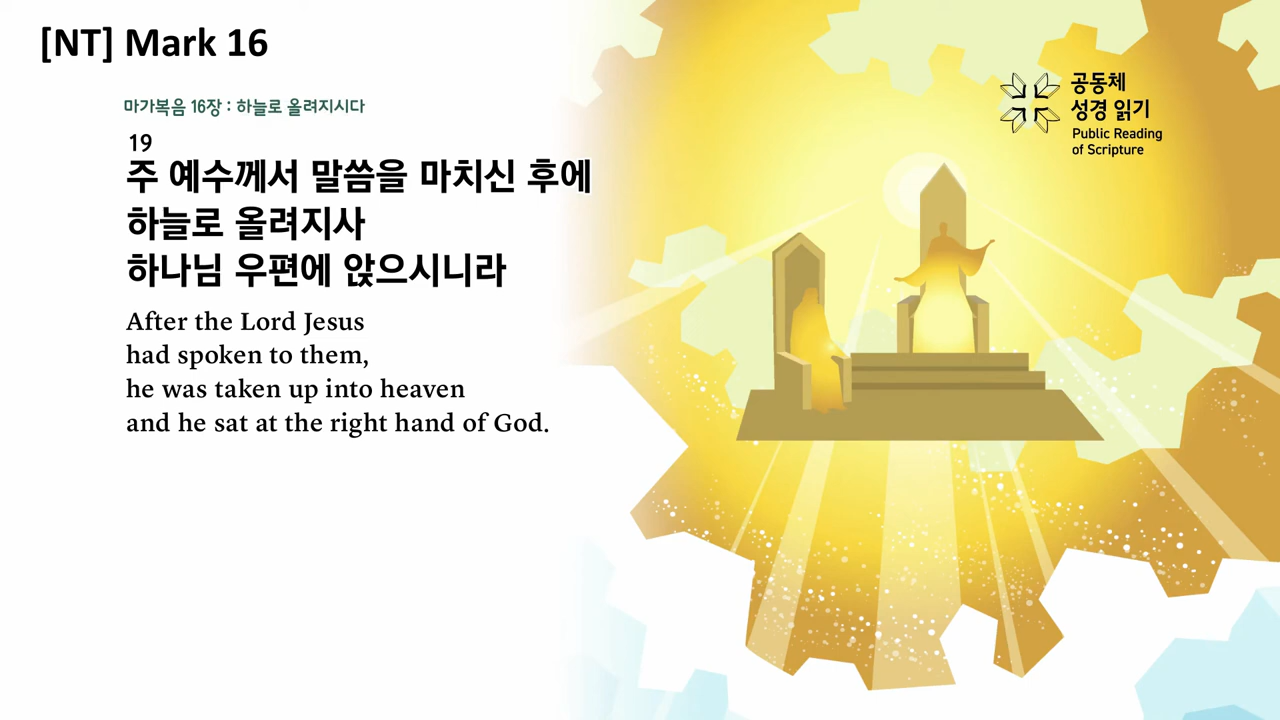 [NT] Mark 16
마가복음 16장 : 하늘로 올려지시다
19
주 예수께서 말씀을 마치신 후에
하늘로 올려지사
하나님 우편에 앉으시니라
After the Lord Jesus
had spoken to them,
he was taken up into heaven
and he sat at the right hand of God.
공동체
성경 읽기
Public Reading
of Scripture